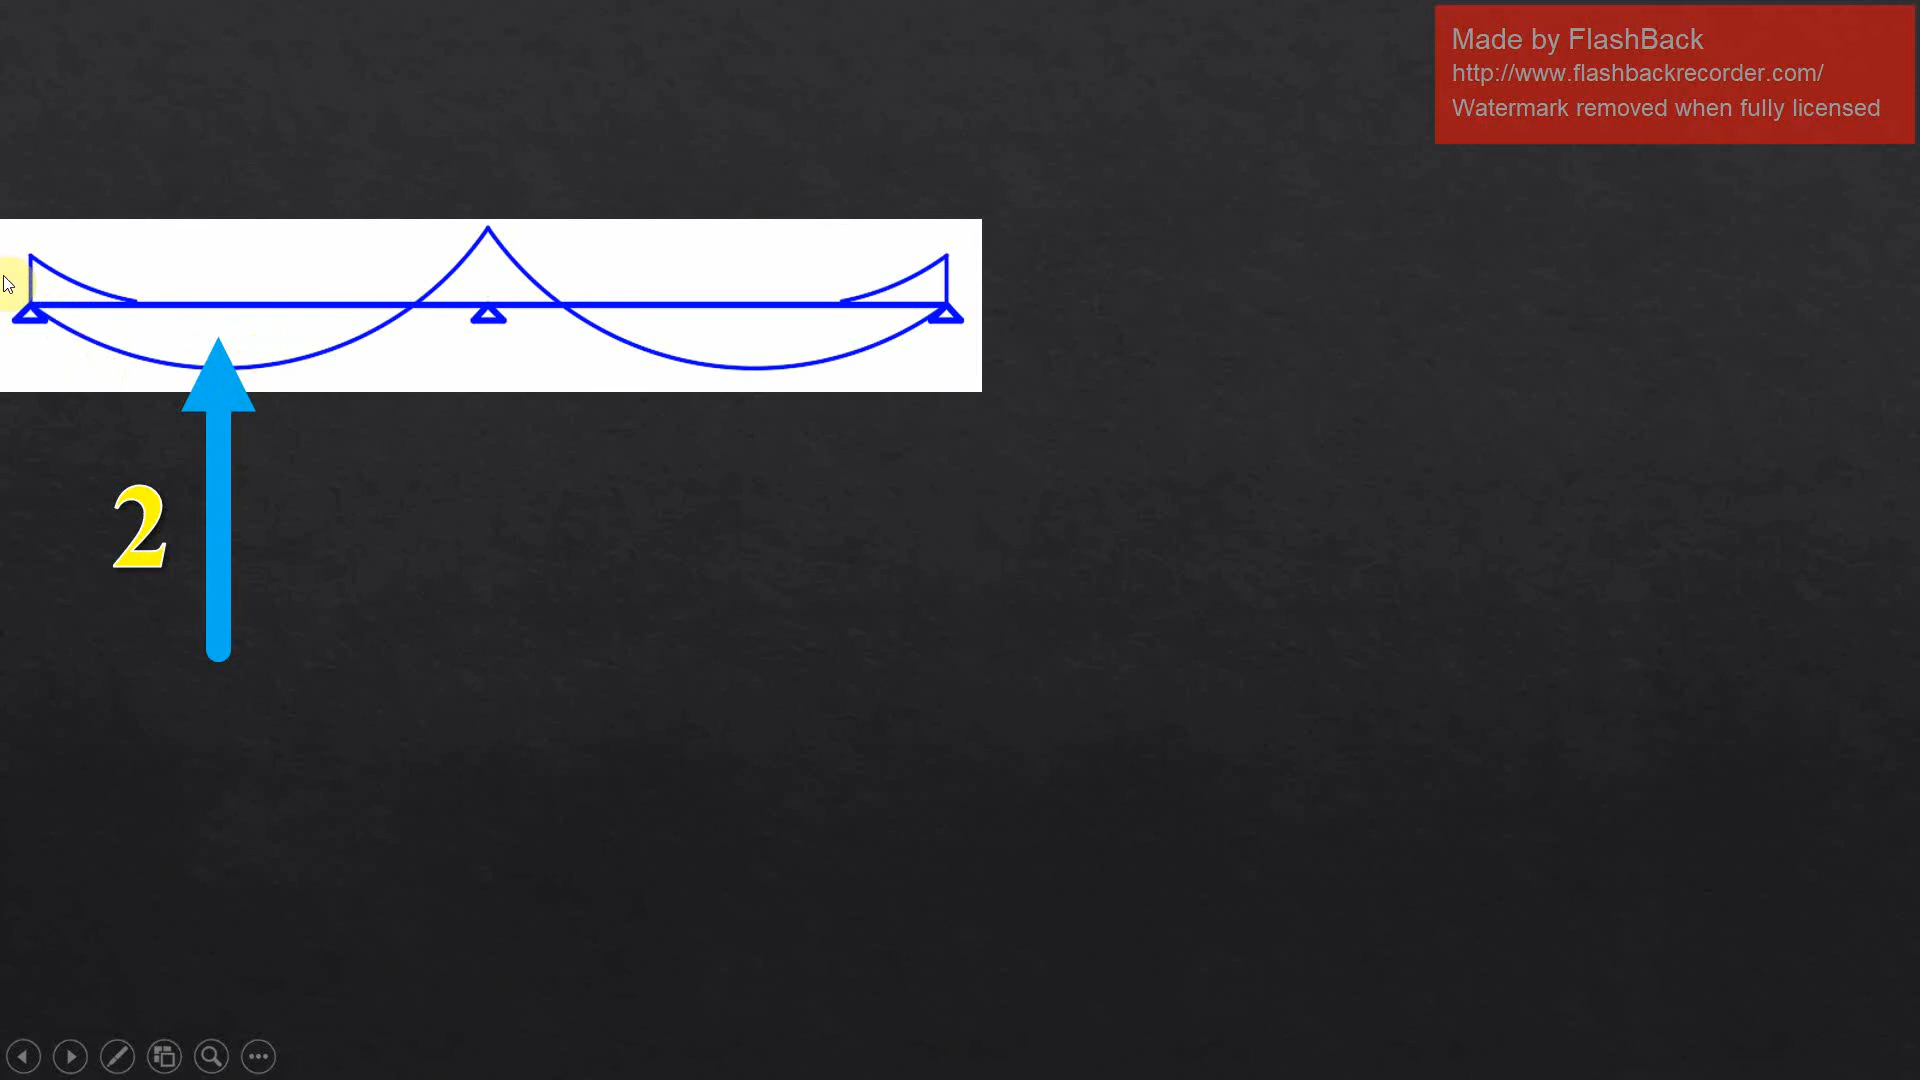 Made by FlashBack
http://www.flashbackrecorder.com/
Watermark removed when fully licensed
2